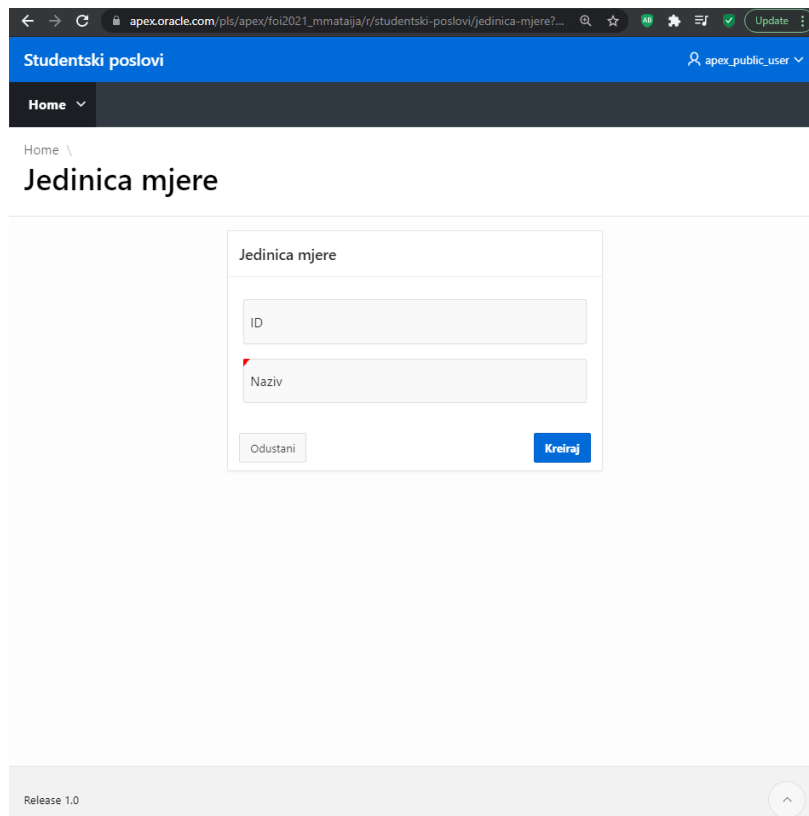 apex.oracle.com/pls/apex/foi2021_mmataija/r/studentski-poslovi/jedinica-mjere?...
AB
Update
Studentski poslovi
apex_public_user
Home
Home \
Jedinica mjere
Jedinica mjere
ID
Naziv
Odustani
Kreiraj
Release 1.0